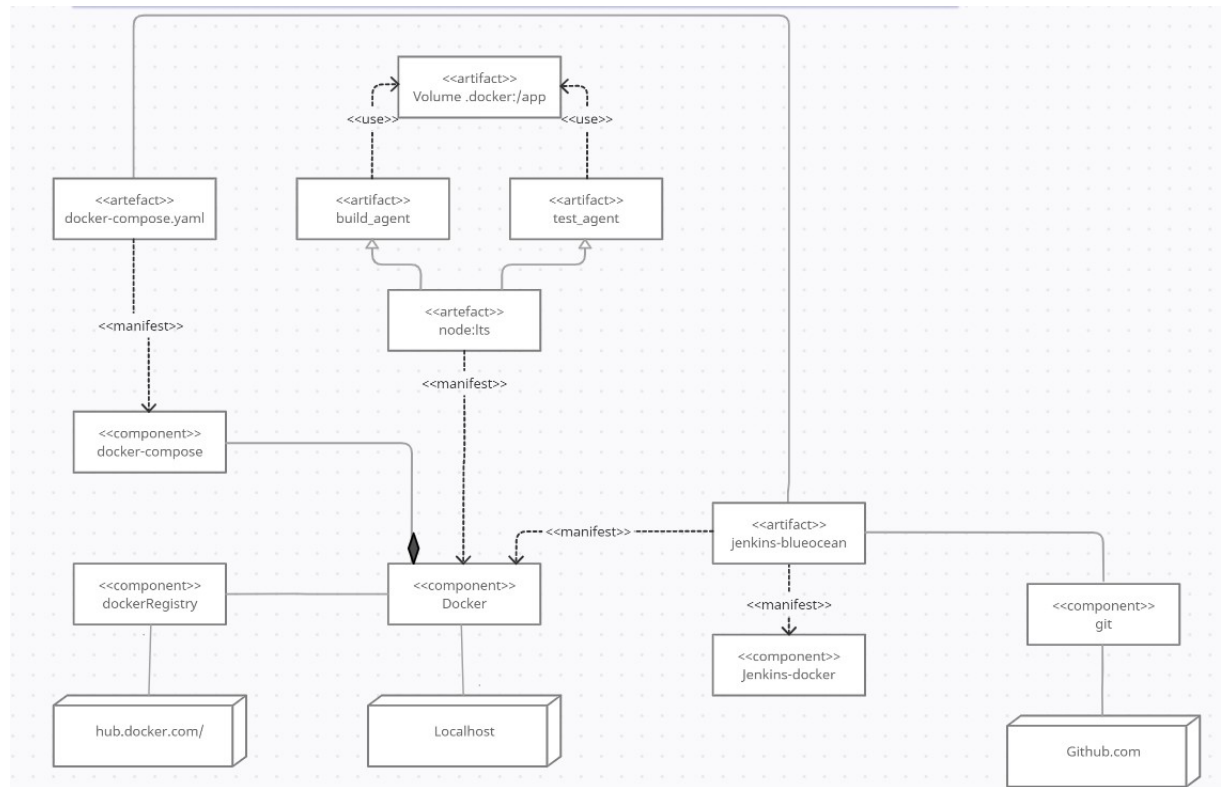 <<artifact>>
Volume .docker:/app
<<use>>
<<use>>
<<artefact>>
docker-compose.yaml
<<artifact>>
build_agent
<<artifact>>
test_agent
<<artefact>>
node:lts
<<manifest>>
<<manifest>>
<<component>>
docker-compose
<<manifest>>
<<artifact>>
jenkins-blueocean
<<component>>
dockerRegistry
<<component>>
Docker
<<manifest>>
<<component>>
git
<<component>>
Jenkins-docker
hub.docker.com/
Localhost
Github.com